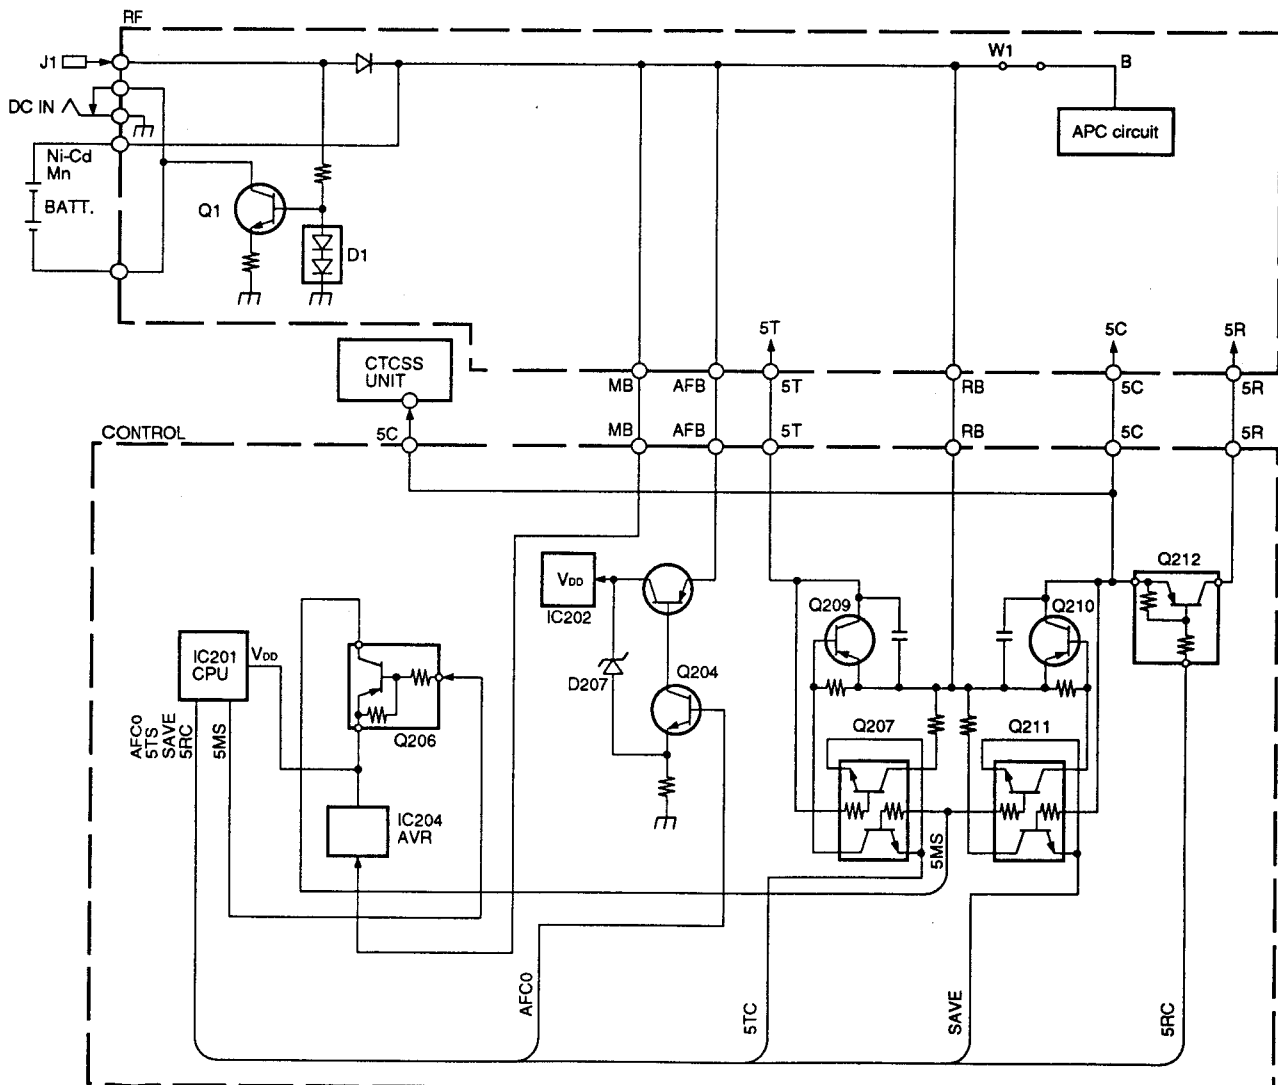 RF
J1
W1
B
DC IN
APC circuit
Ni-Cd
Mn
BATT.
Q1
D1
5T
5C
5R
CTCSS
UNIT
MB
AFB
5T
RB
5C
5R
CONTROL
5C
MB
AFB
5T
RB
5C
5R
VDD
IC202
Q212
Q209
Q210
IC201
CPU
VDD
D207
Q204
AFC0
5TS
SAVE
5RC
5MS
Q206
Q207
Q211
IC204
AVR
5MS
AFC0
5TC
SAVE
5RC